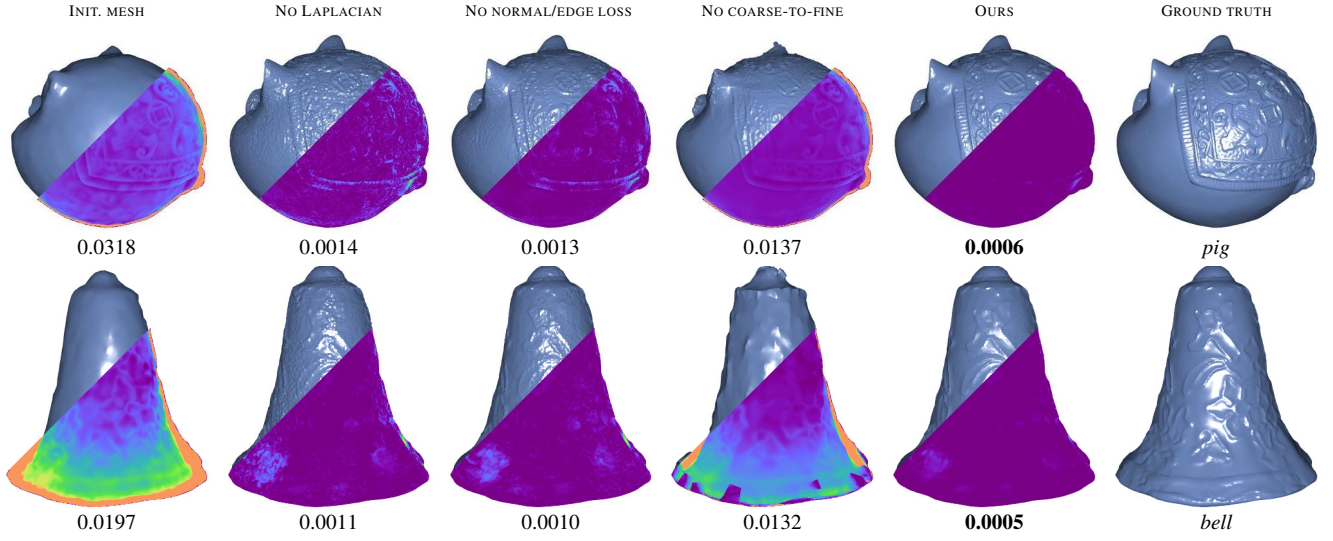 INIT. MESH NO LAPLACIAN NO NORMAL/EDGE LOSS NO COARSE-TO-FINE OURS GROUND TRUTH
0.0318 0.0014 0.0013 0.0137 0.0006 pig
0.0197 0.0011 0.0010 0.0132 0.0005 bell